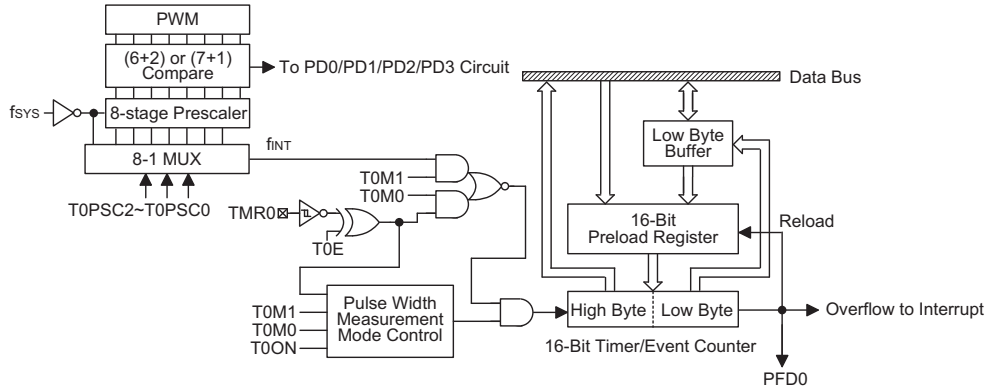 PWM
(6+2) or (7+1)
Compare
To PD0/PD1/PD2/PD3 Circuit
Data Bus
fSYS
8-stage Prescaler
Low Byte
Buffer
8-1 MUX
fINT
T0M1
T0M0
T0PSC2~T0PSC0
TMR0
T0E
16-Bit
Preload Register
Reload
T0M1
T0M0
T0ON
Pulse Width
Measurement
Mode Control
High Byte
Low Byte
Overflow to Interrupt
16-Bit Timer/Event Counter
PFD0